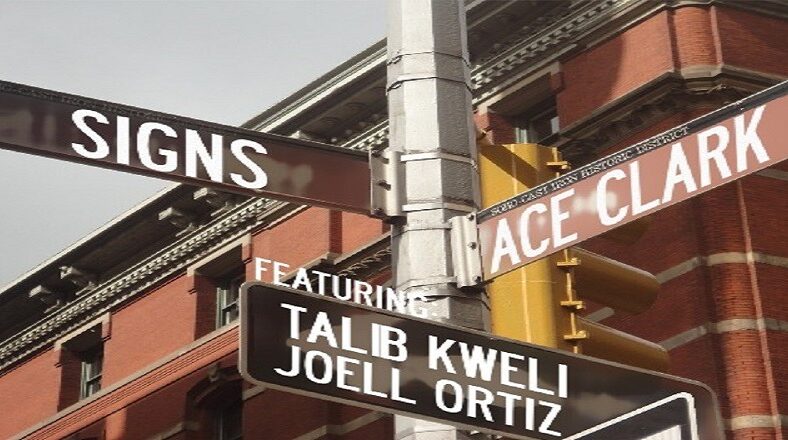 SIGNS
SOHO-CAST IRON HISTORIC DISTRICT
ACE CLARK
FEATURING:
TALIB KWELI
JOELL ORTIZ